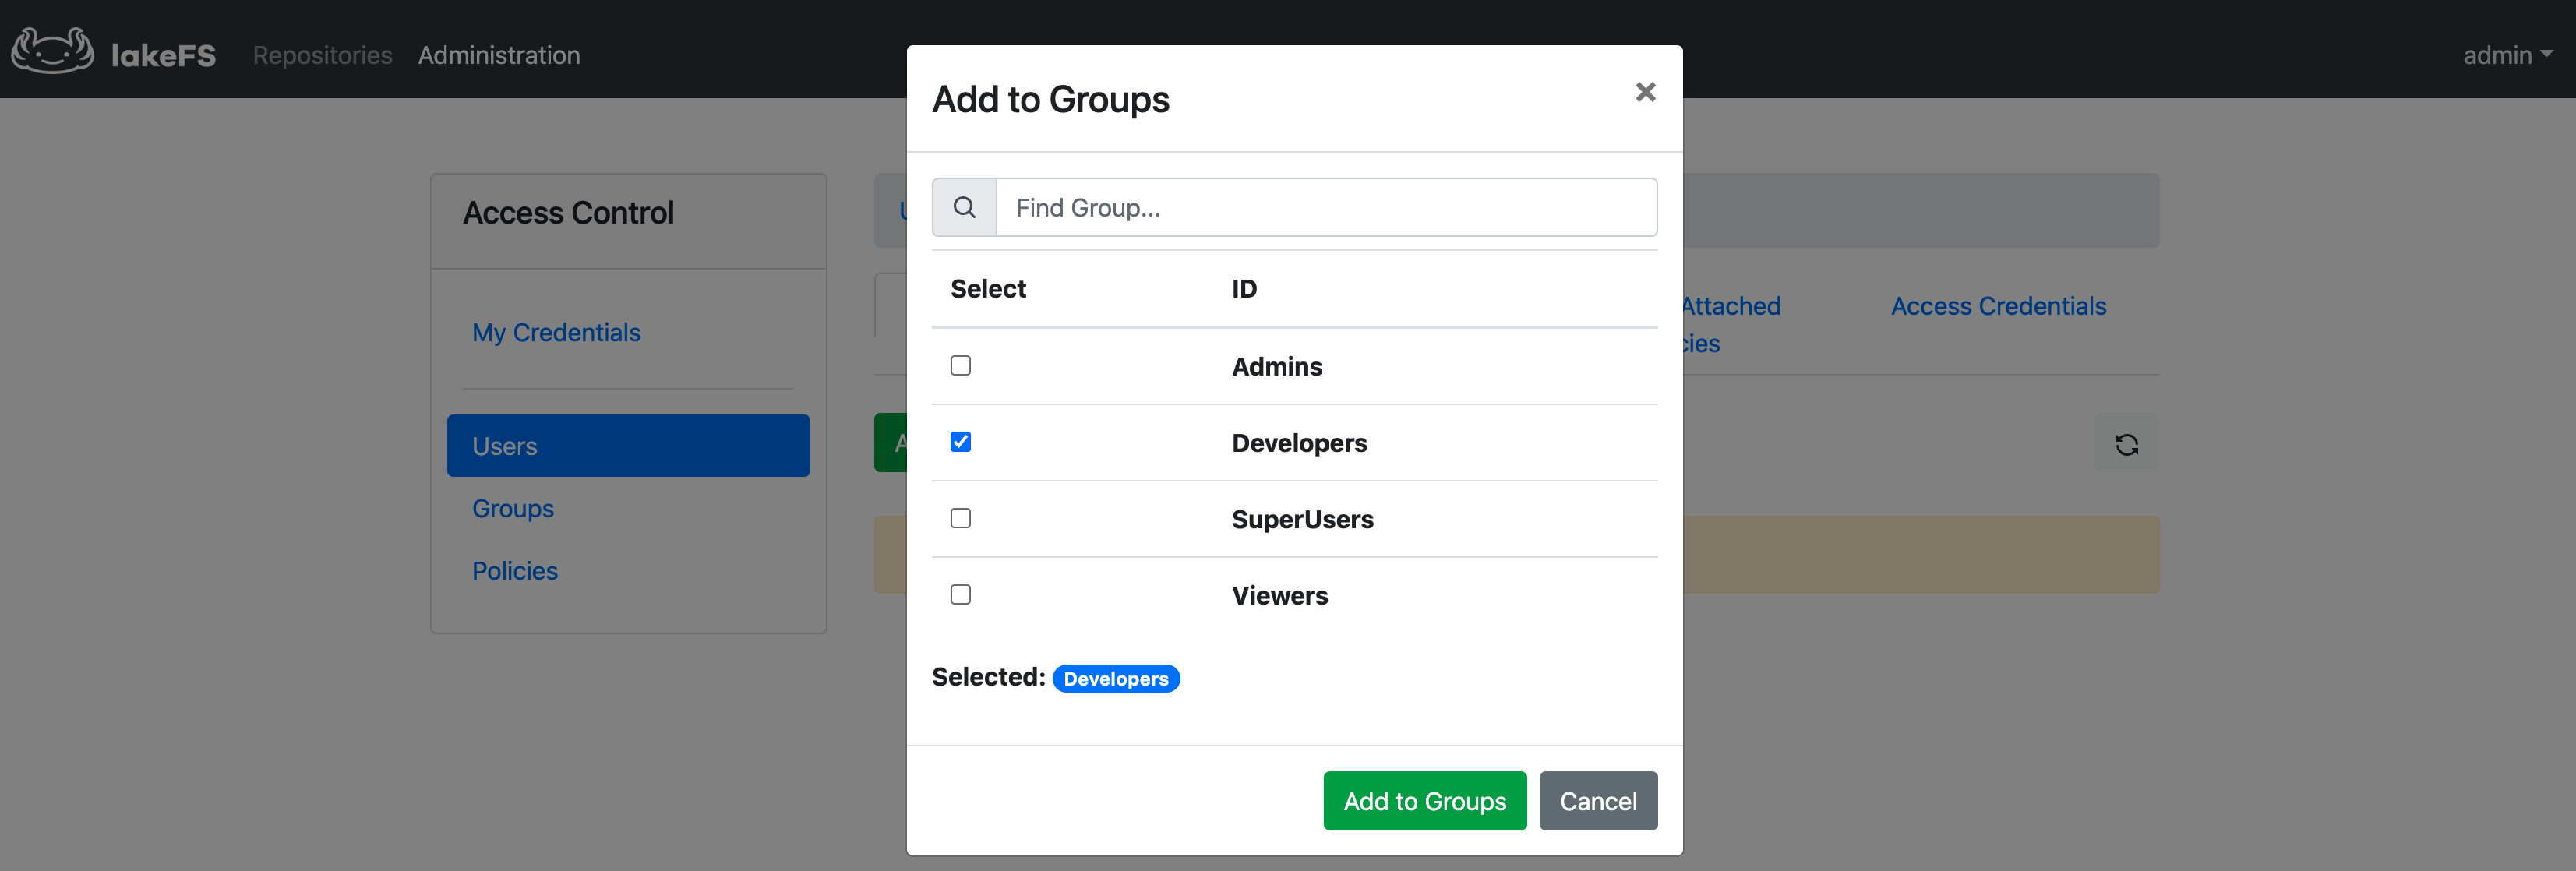 lakeFS Repositories Administration admin
Add to Groups
Find Group...
Select ID
Admins
Developers
SuperUsers
Viewers
Selected: Developers
Add to Groups Cancel
Access Control
My Credentials
Users
Groups
Policies
Attached
Access Credentials